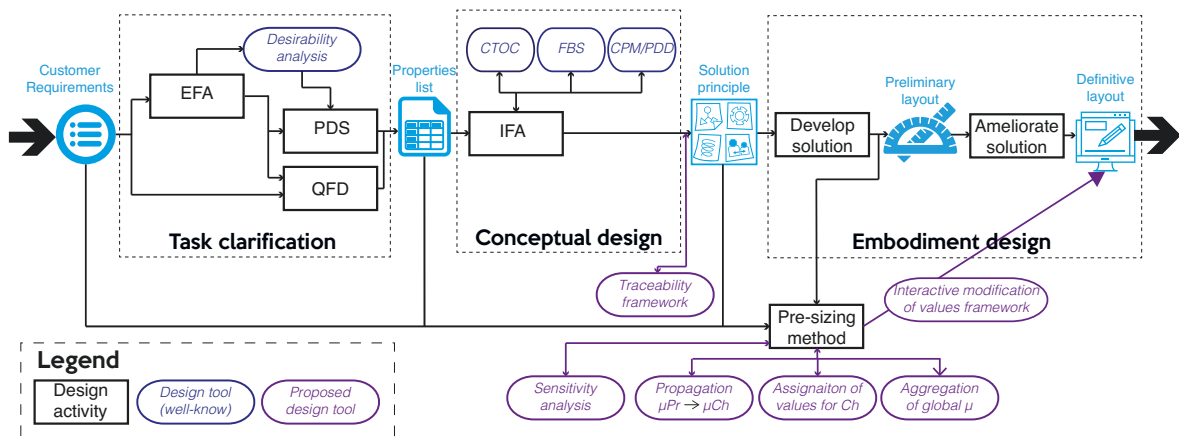 Customer
Requirements
EFA
Desirability
analysis
PDS
QFD
Task clarification
Properties
list
CTOC
FBS
CPM/PDD
IFA
Conceptual design
Solution
principle
Traceability
framework
Develop
solution
Preliminary
layout
Ameliorate
solution
Definitive
layout
Embodiment design
Interactive modification
of values framework
Pre-sizing
method
Sensitivity
analysis
Propagation
µPr → µCh
Assignaiton of
values for Ch
Aggregation
of global µ
Legend
Design
activity
Design tool
(well-know)
Proposed
design tool